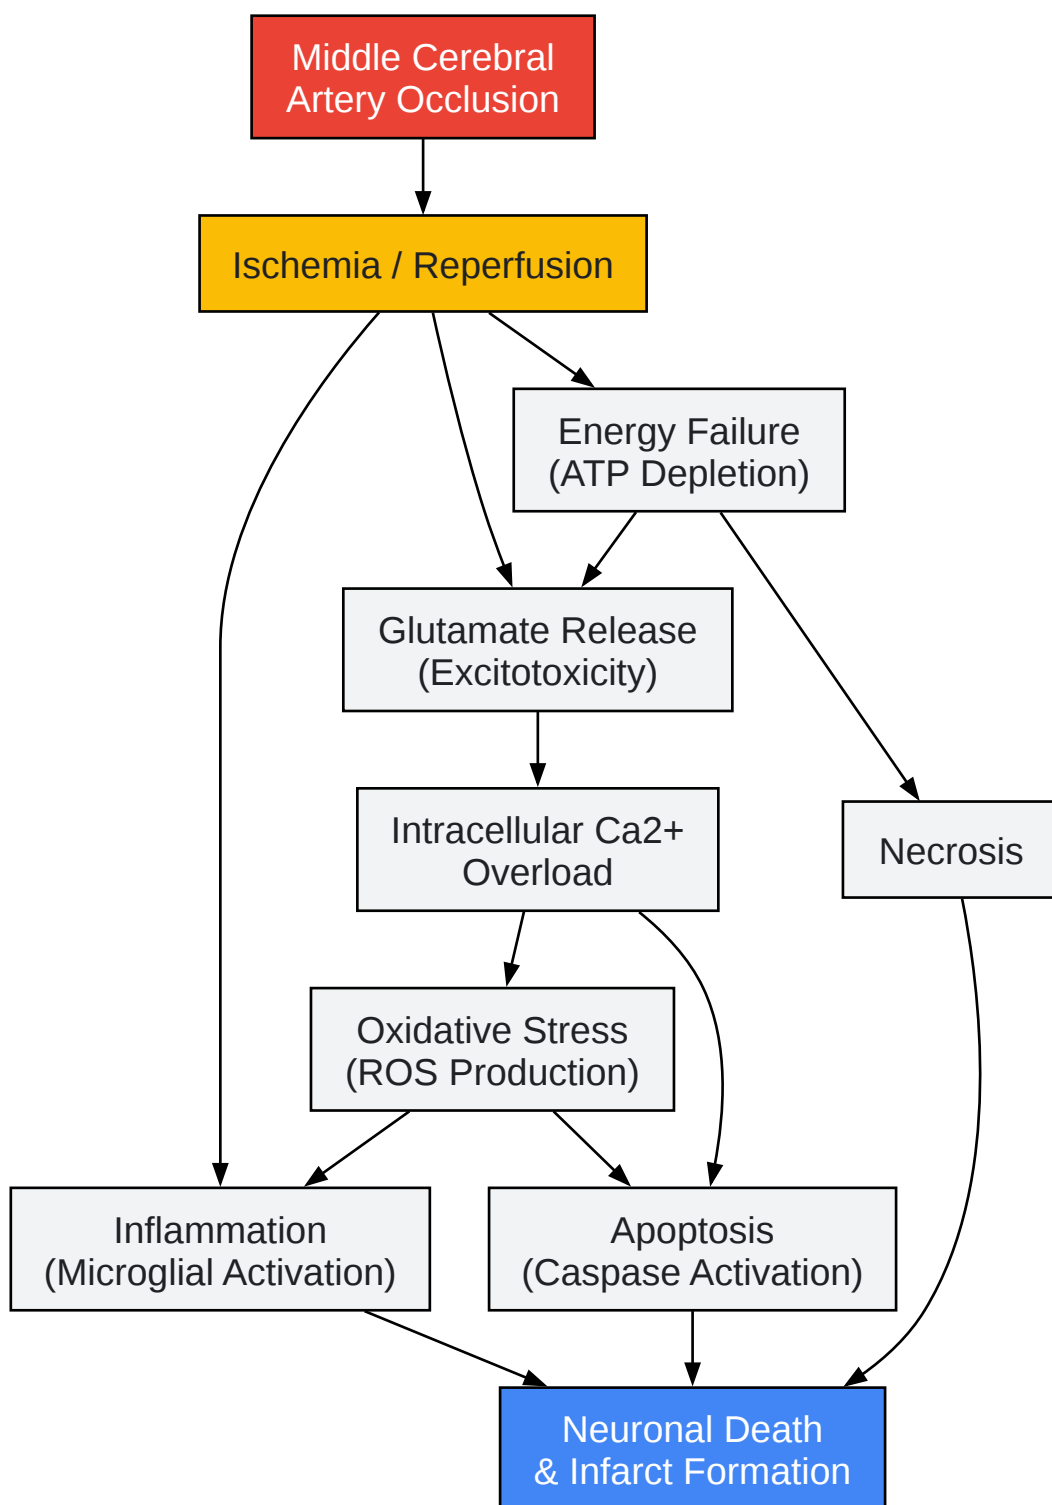 Middle Cerebral
Artery Occlusion
Ischemia / Reperfusion
Energy Failure
(ATP Depletion)
Glutamate Release
(Excitotoxicity)
Intracellular Ca2+
Overload
Necrosis
Oxidative Stress
(ROS Production)
Inflammation
(Microglial Activation)
Apoptosis
(Caspase Activation)
Neuronal Death
& Infarct Formation